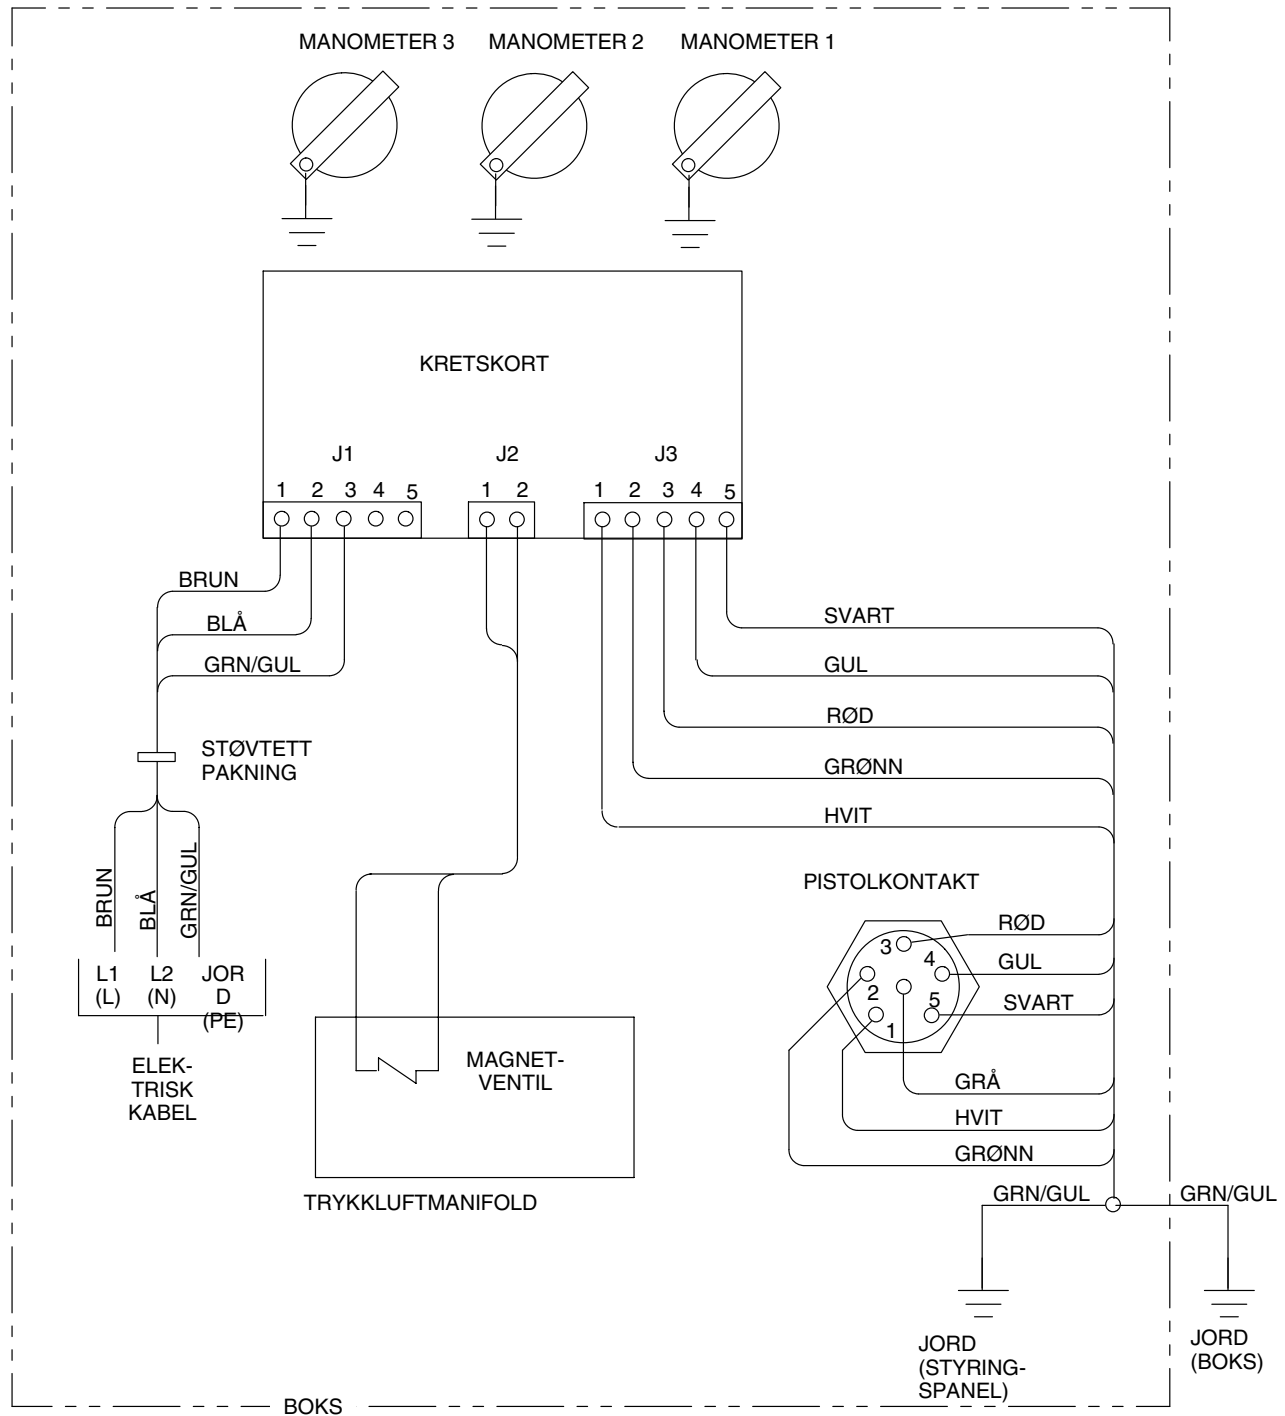 MANOMETER 3 MANOMETER 2 MANOMETER 1
KRETSKORT
J1 J2 J3
1 2 3 4 5 1 2 1 2 3 4 5
BRUN
BLÅ
GRN/GUL
SVART
GUL
RØD
GRØNN
HVIT
STØVTETT
PAKNING
BRUN
BLÅ
GRN/GUL
L1
(L)
L2
(N)
JOR
D
(PE)
ELEK-
TRISK
KABEL
MAGNET-
VENTIL
TRYKKLUFTMANIFOLD
PISTOLKONTAKT
3
4
2
5
1
RØD
GUL
SVART
GRÅ
HVIT
GRØNN
GRN/GUL GRN/GUL
JORD
(STYRING-
SPANEL)
JORD
(BOKS)
BOKS